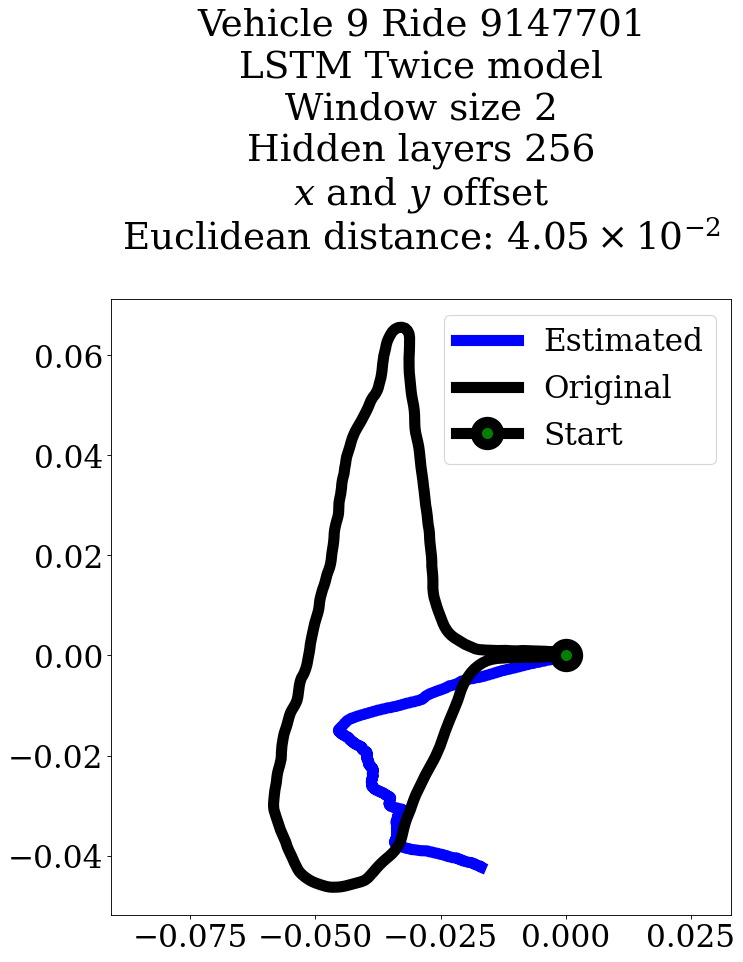 Vehicle 9 Ride 9147701
LSTM Twice model
Window size 2
Hidden layers 256
x and y offset
Euclidean distance: 4.05 × 10⁻²
Estimated
Original
Start
0.06
0.04
0.02
0.00
−0.02
−0.04
−0.075 −0.050 −0.025 0.000 0.025